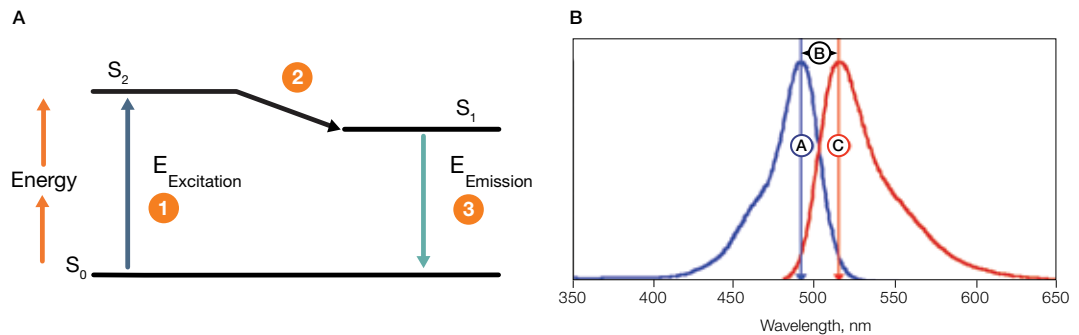 A
S2
2
S1
Energy
EExcitation
1
EEmission
3
S0
B
B
A
C
350 400 450 500 550 600 650
Wavelength, nm